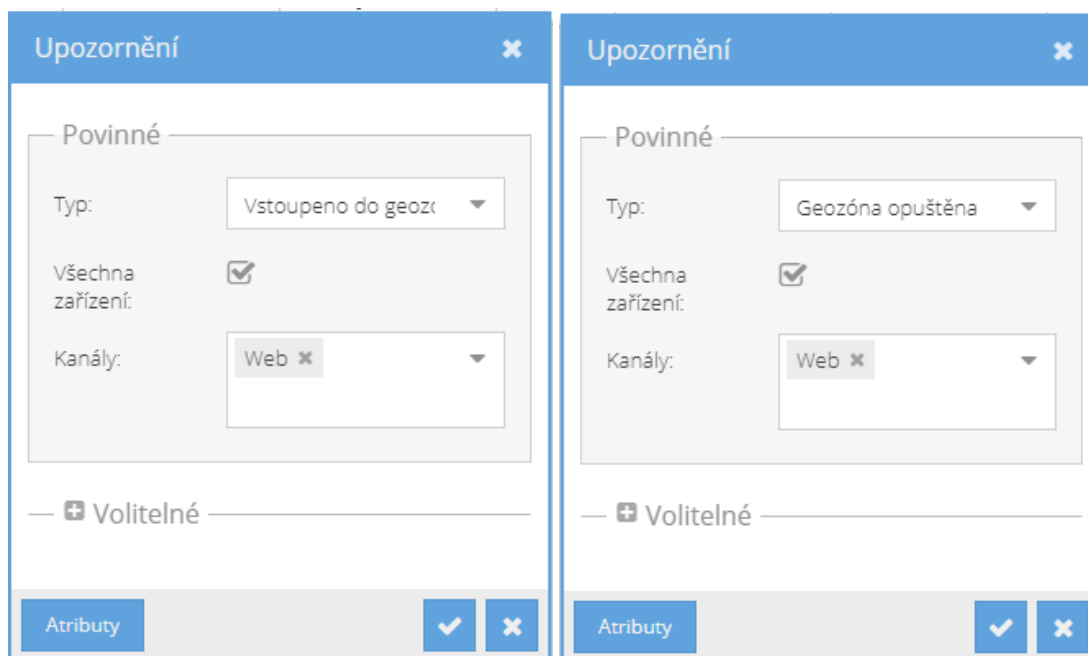 Upozornění
Povinné
Typ:
Vstoupeno do geozó
Všechna
zařízení:
Kanály:
Web
Volitelné
Atributy
Upozornění
Povinné
Typ:
Geozóna opuštěna
Všechna
zařízení:
Kanály:
Web
Volitelné
Atributy